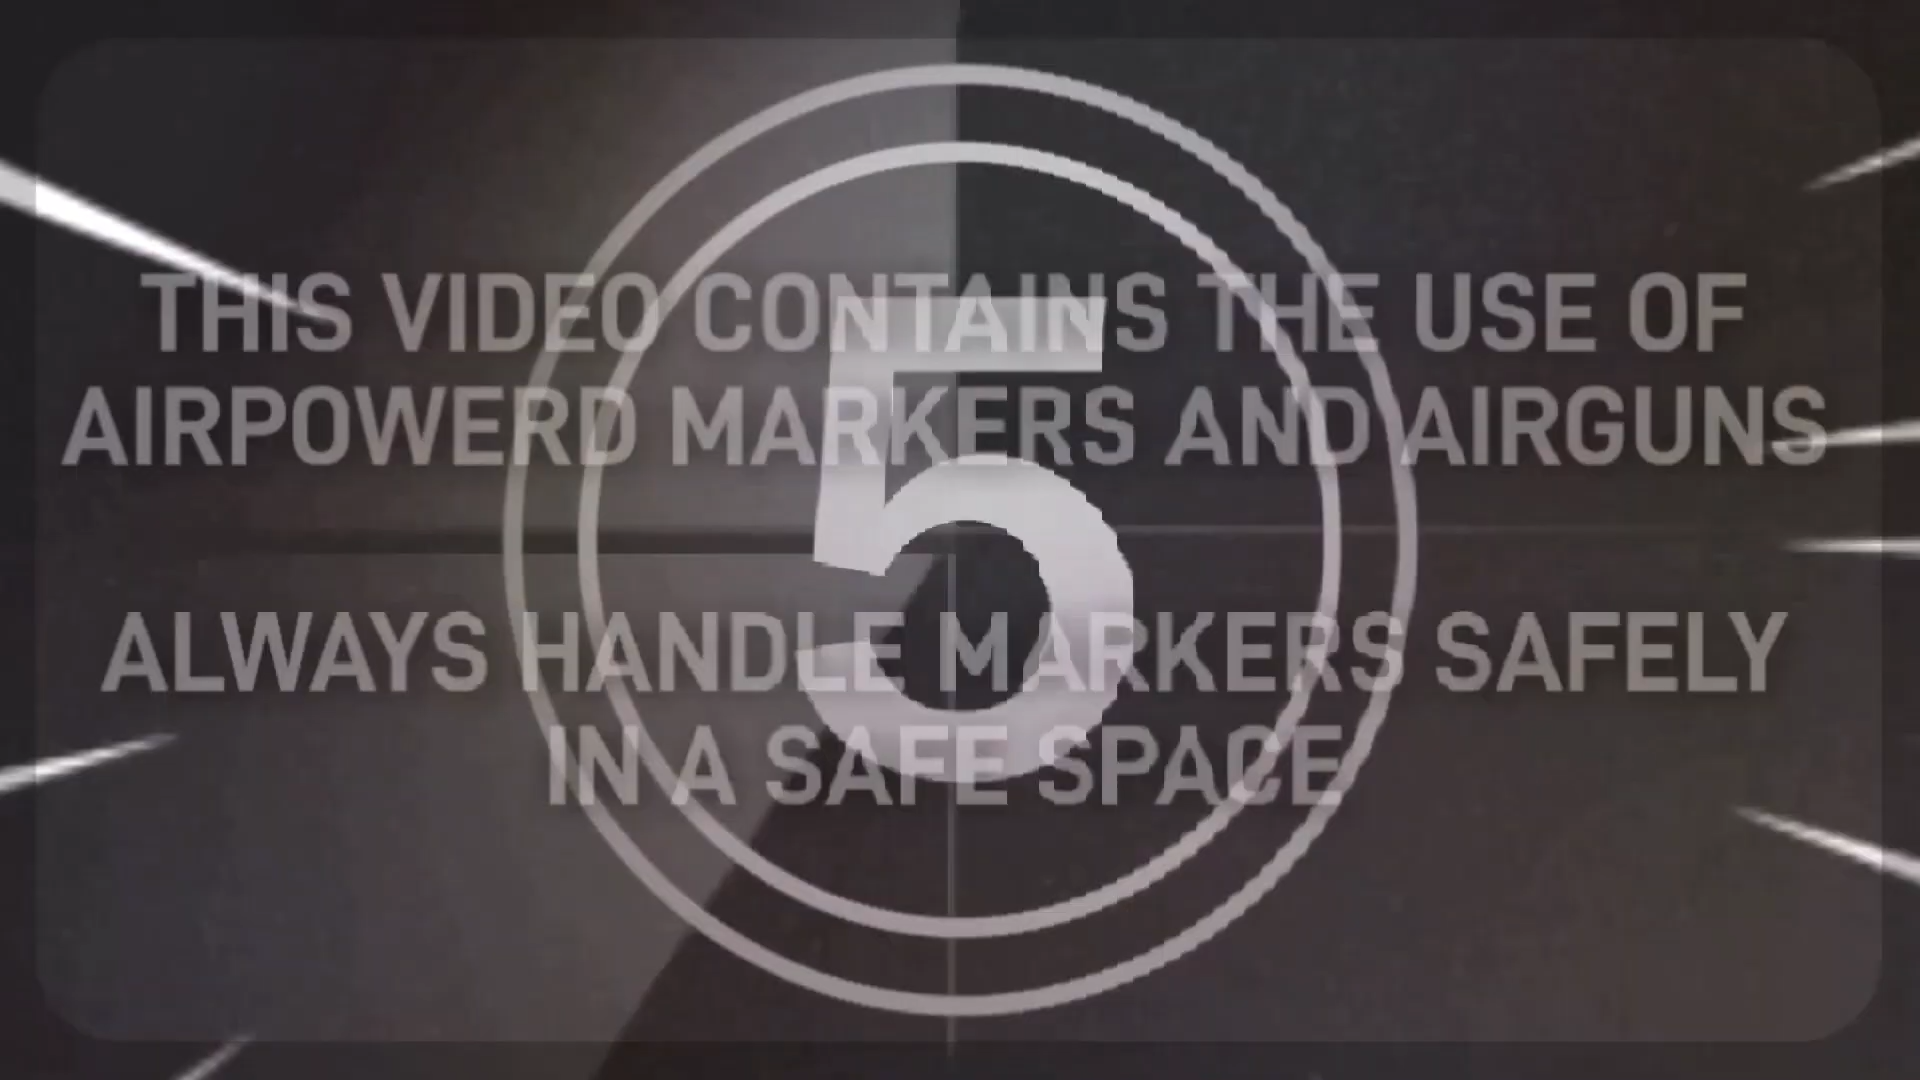 THIS VIDEO CONTAINS THE USE OF
AIRPOWERD MARKERS AND AIRGUNS
5
ALWAYS HANDLE MARKERS SAFELY
IN A SAFE SPACE